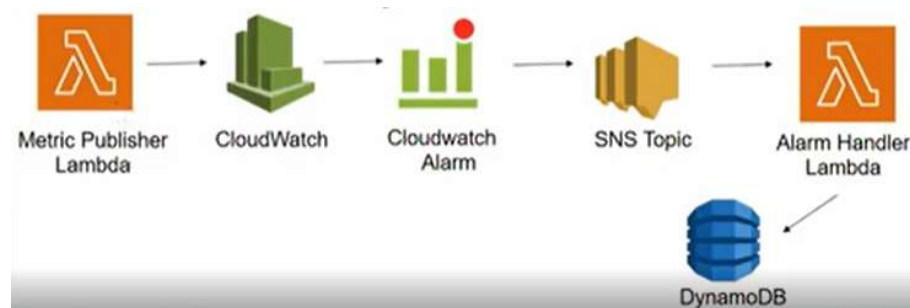 Metric Publisher
Lambda
CloudWatch
Cloudwatch
Alarm
SNS Topic
Alarm Handler
Lambda
DynamoDB